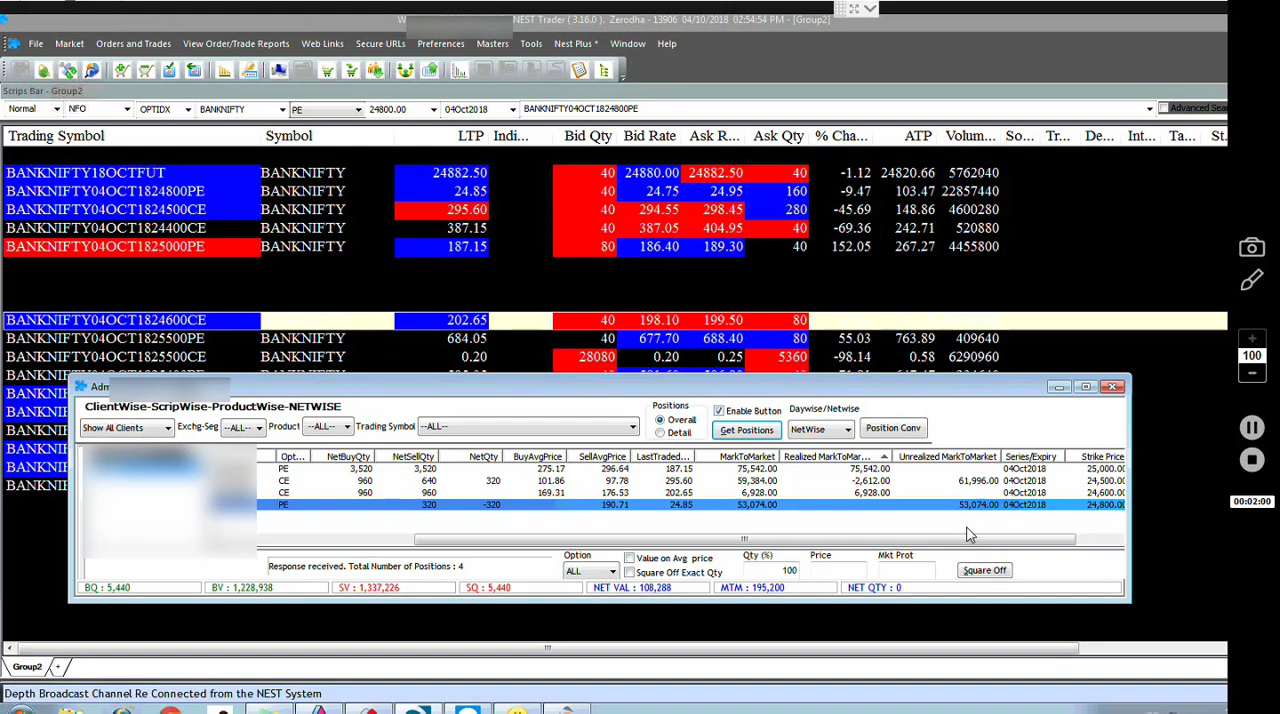 W NEST Trader ( 3.16.0 ). Zerodha - 13906 04/10/2018 02:54:54 PM - [Group2]
File Market Orders and Trades View Order/Trade Reports Web Links Secure URLs Preferences Masters Tools Nest Plus * Window Help
Scrips Bar - Group2
Normal NFO OPTIDX BANKNIFTY PE 24800.00 04Oct2018 BANKNIFTY04OCT1824800PE Advanced Sear
Trading Symbol Symbol LTP Indi... Bid Qty Bid Rate Ask R... Ask Qty % Cha... ATP Volum... So... Tr... De... Int... Ta... St.
BANKNIFTY18OCTFUT BANKNIFTY 24882.50 40 24880.00 24882.50 40 -1.12 24820.66 5762040
BANKNIFTY04OCT1824800PE BANKNIFTY 24.85 40 24.75 24.95 160 -9.47 103.47 22857440
BANKNIFTY04OCT1824500CE BANKNIFTY 295.60 40 294.55 298.45 280 -45.69 148.86 4600280
BANKNIFTY04OCT1824400CE BANKNIFTY 387.15 40 387.05 404.95 40 -69.36 242.71 520880
BANKNIFTY04OCT1825000PE BANKNIFTY 187.15 80 186.40 189.30 40 152.05 267.27 4455800
BANKNIFTY04OCT1824600CE 202.65 40 198.10 199.50 80
BANKNIFTY04OCT1825500PE BANKNIFTY 684.05 40 677.70 688.40 80 55.03 763.89 409640
BANKNIFTY04OCT1825500CE BANKNIFTY 0.20 28080 0.20 0.25 5360 -98.14 0.58 6290960
100
Adm
ClientWise-ScripWise-ProductWise-NETWISE
Positions Enable Button Daywise/Netwise
Show All Clients Exchg-Seg --ALL-- Product --ALL-- Trading Symbol --ALL-- Overall Detail Get Positions NetWise Position Conv
Opt... NetBuyQty NetSellQty NetQty BuyAvgPrice SellAvgPrice LastTraded... MarkToMarket Realized MarkToMar... Unrealized MarkToMarket Series/Expiry Strike Price
PE 3,520 3,520 275.17 296.64 187.15 75,542.00 75,542.00 04Oct2018 25,000.00
CE 960 640 320 101.86 97.78 295.60 59,384.00 -2,612.00 61,996.00 04Oct2018 24,500.00
CE 960 960 169.31 176.53 202.65 6,928.00 6,928.00 04Oct2018 24,600.00
PE 320 -320 190.71 24.85 53,074.00 53,074.00 04Oct2018 24,800.00
00:02:00
Response received. Total Number of Positions : 4
Option Value on Avg price Qty (%) Price Mkt Prot
ALL Square Off Exact Qty 100 Square Off
BQ : 5,440 BV : 1,228,938 SV : 1,337,226 SQ : 5,440 NET VAL : 108,288 MTM : 195,200 NET QTY : 0
Group2 +
Depth Broadcast Channel Re Connected from the NEST System